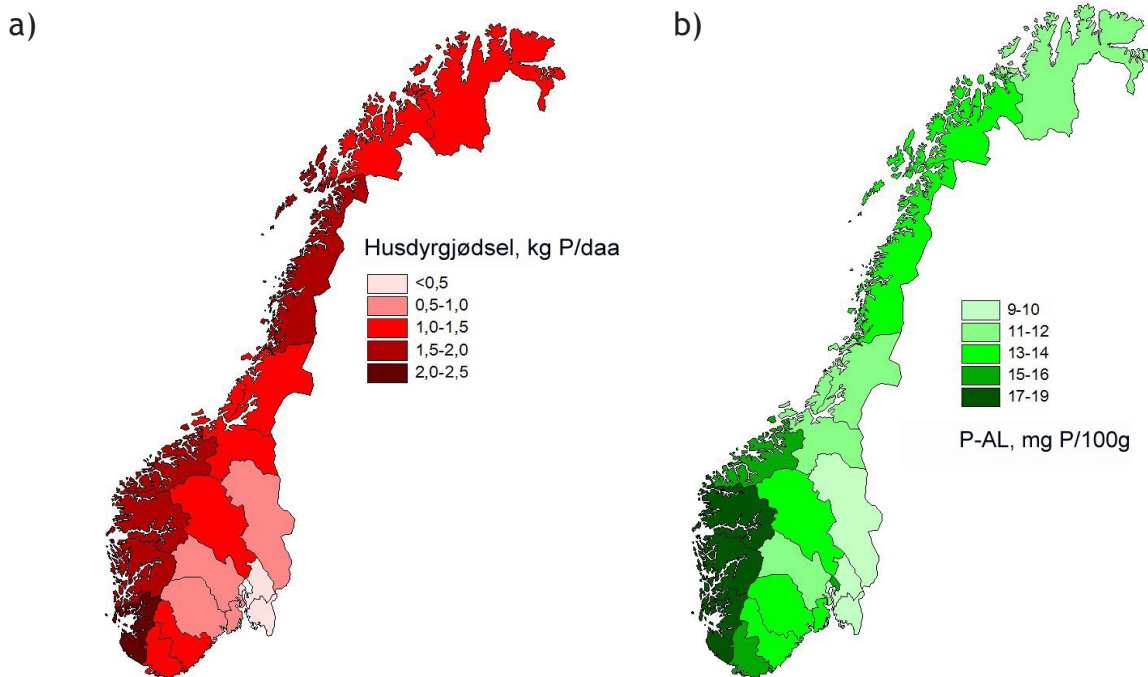 a)
Husdyrgjødsel, kg P/daa
<0,5
0,5-1,0
1,0-1,5
1,5-2,0
2,0-2,5
b)
9-10
11-12
13-14
15-16
17-19
P-AL, mg P/100g